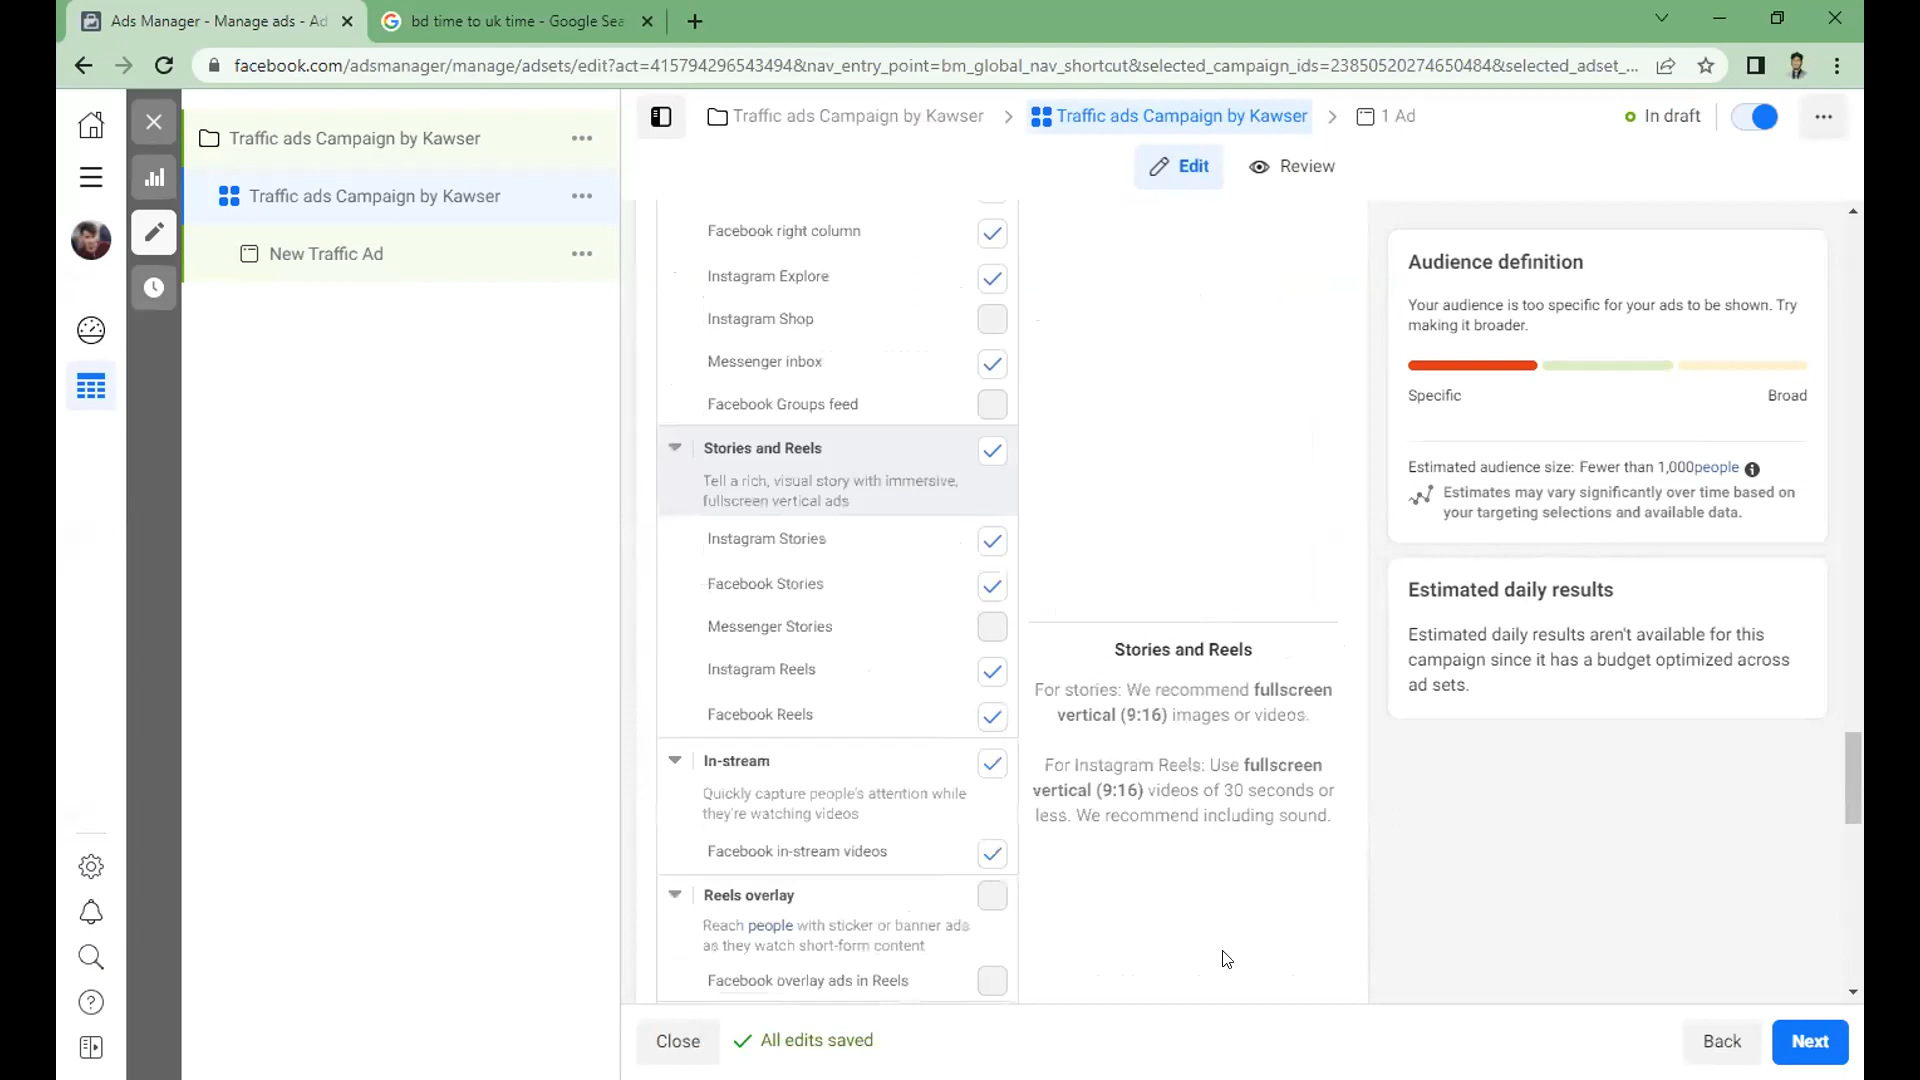 Ads Manager - Manage ads - Ad
bd time to uk time - Google Sea
facebook.com/adsmanager/manage/adsets/edit?act=415794296543494&nav_entry_point=bm_global_nav_shortcut&selected_campaign_ids=23850520274650484&selected_adset_...
Traffic ads Campaign by Kawser
Traffic ads Campaign by Kawser
New Traffic Ad
Traffic ads Campaign by Kawser
Traffic ads Campaign by Kawser
1 Ad
In draft
Edit
Review
Facebook right column
Instagram Explore
Instagram Shop
Messenger inbox
Facebook Groups feed
Stories and Reels
Tell a rich, visual story with immersive,
fullscreen vertical ads
Instagram Stories
Facebook Stories
Messenger Stories
Instagram Reels
Facebook Reels
In-stream
Quickly capture people's attention while
they're watching videos
Facebook in-stream videos
Reels overlay
Reach people with sticker or banner ads
as they watch short-form content
Facebook overlay ads in Reels
Stories and Reels
For stories: We recommend fullscreen
vertical (9:16) images or videos.
For Instagram Reels: Use fullscreen
vertical (9:16) videos of 30 seconds or
less. We recommend including sound.
Audience definition
Your audience is too specific for your ads to be shown. Try
making it broader.
Specific
Broad
Estimated audience size: Fewer than 1,000people
Estimates may vary significantly over time based on
your targeting selections and available data.
Estimated daily results
Estimated daily results aren't available for this
campaign since it has a budget optimized across
ad sets.
Close
All edits saved
Back
Next